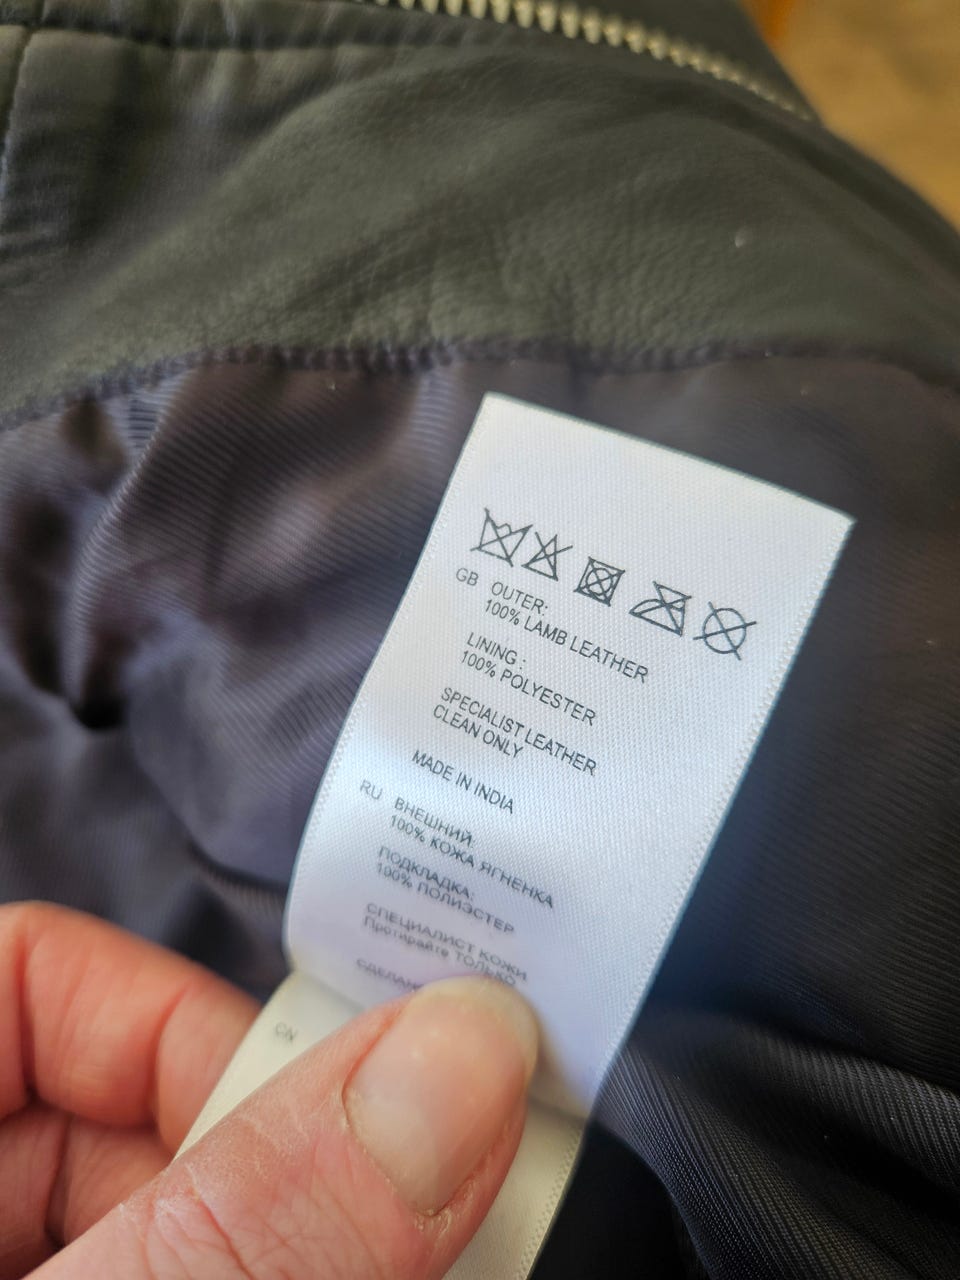 GB OUTER:
100% LAMB LEATHER
LINING :
100% POLYESTER
SPECIALIST LEATHER
CLEAN ONLY
MADE IN INDIA
RU ВНЕШНИЙ:
100% КОЖА ЯГНЕНКА
ПОДКЛАДКА:
100% ПОЛИЭСТЕР
СПЕЦИАЛИСТ КОЖИ
Протирайте ТОЛЬКО
CN